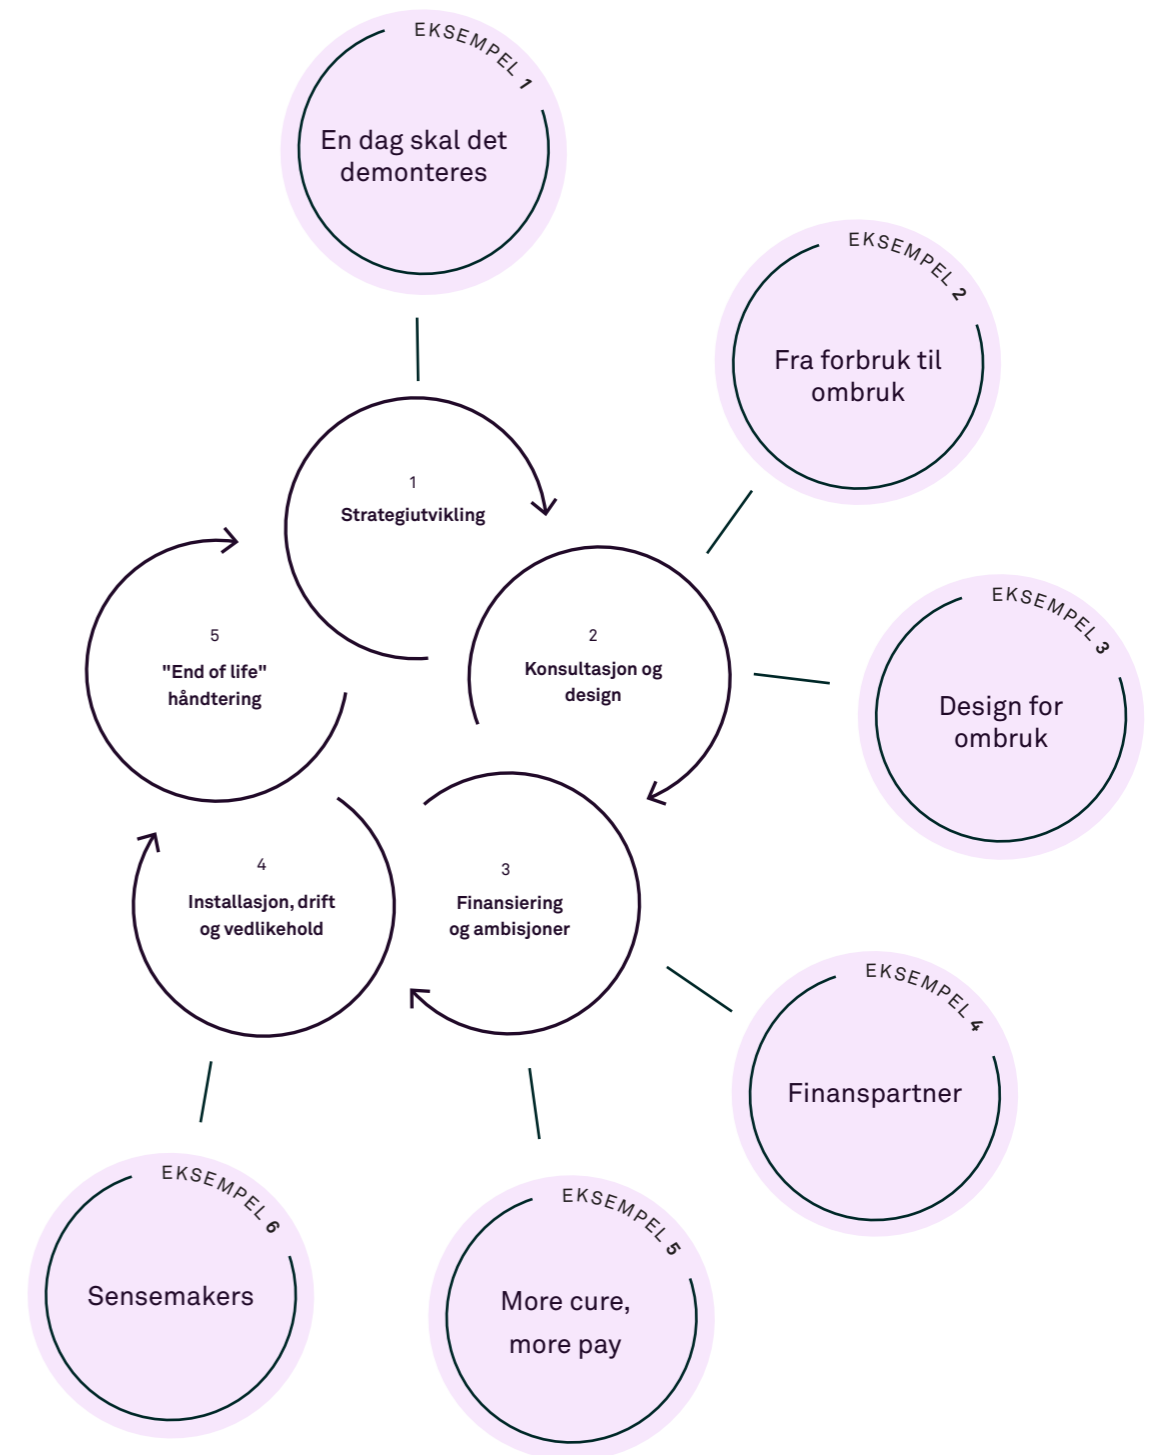 EKSEMPEL 1
En dag skal det
demonteres
EKSEMPEL 2
Fra forbruk til
ombruk
1
Strategiutvikling
2
Konsultasjon og
design
EKSEMPEL 3
Design for
ombruk
5
"End of life"
håndtering
4
Installasjon, drift
og vedlikehold
3
Finansiering
og ambisjoner
EKSEMPEL 4
Finanspartner
EKSEMPEL 6
Sensemakers
EKSEMPEL 5
More cure,
more pay